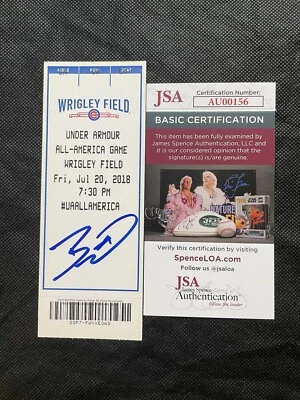 AISLE ROW SEAT
WRIGLEY FIELD
UNDER ARMOUR
ALL-AMERICA GAME
WRIGLEY FIELD
Fri, Jul 20, 2018
7:30 PM
#UAALLAMERICA
JSA
Certification Number:
AU00156
BASIC CERTIFICATION
This item has been fully examined by
James Spence Authentication, LLC and
it is our considered opinion that the
signature(s) is/are genuine.
NATURE
JETS
Verify this certification by visiting
SpenceLOA.com
Follow us @jsaloa
JSA
James Spence
Authentication